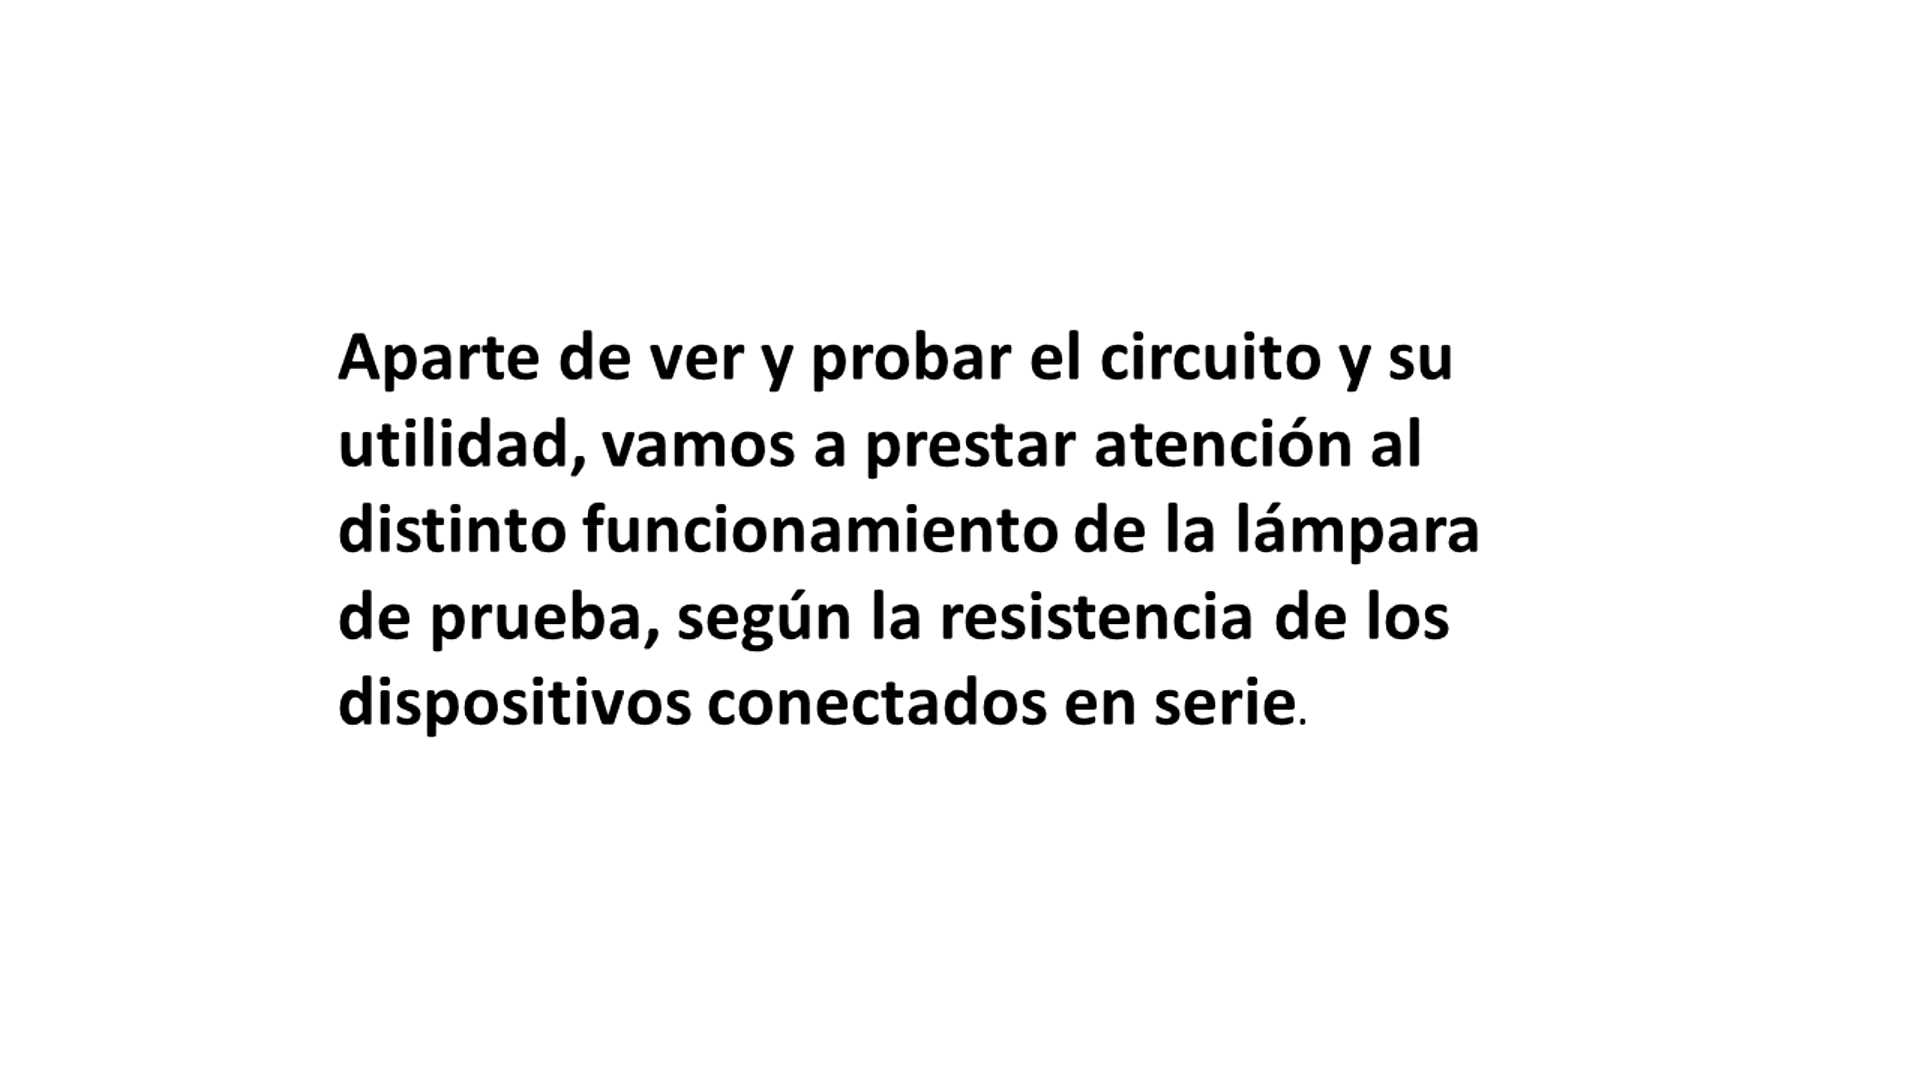 Aparte de ver y probar el circuito y su
utilidad, vamos a prestar atención al
distinto funcionamiento de la lámpara
de prueba, según la resistencia de los
dispositivos conectados en serie.